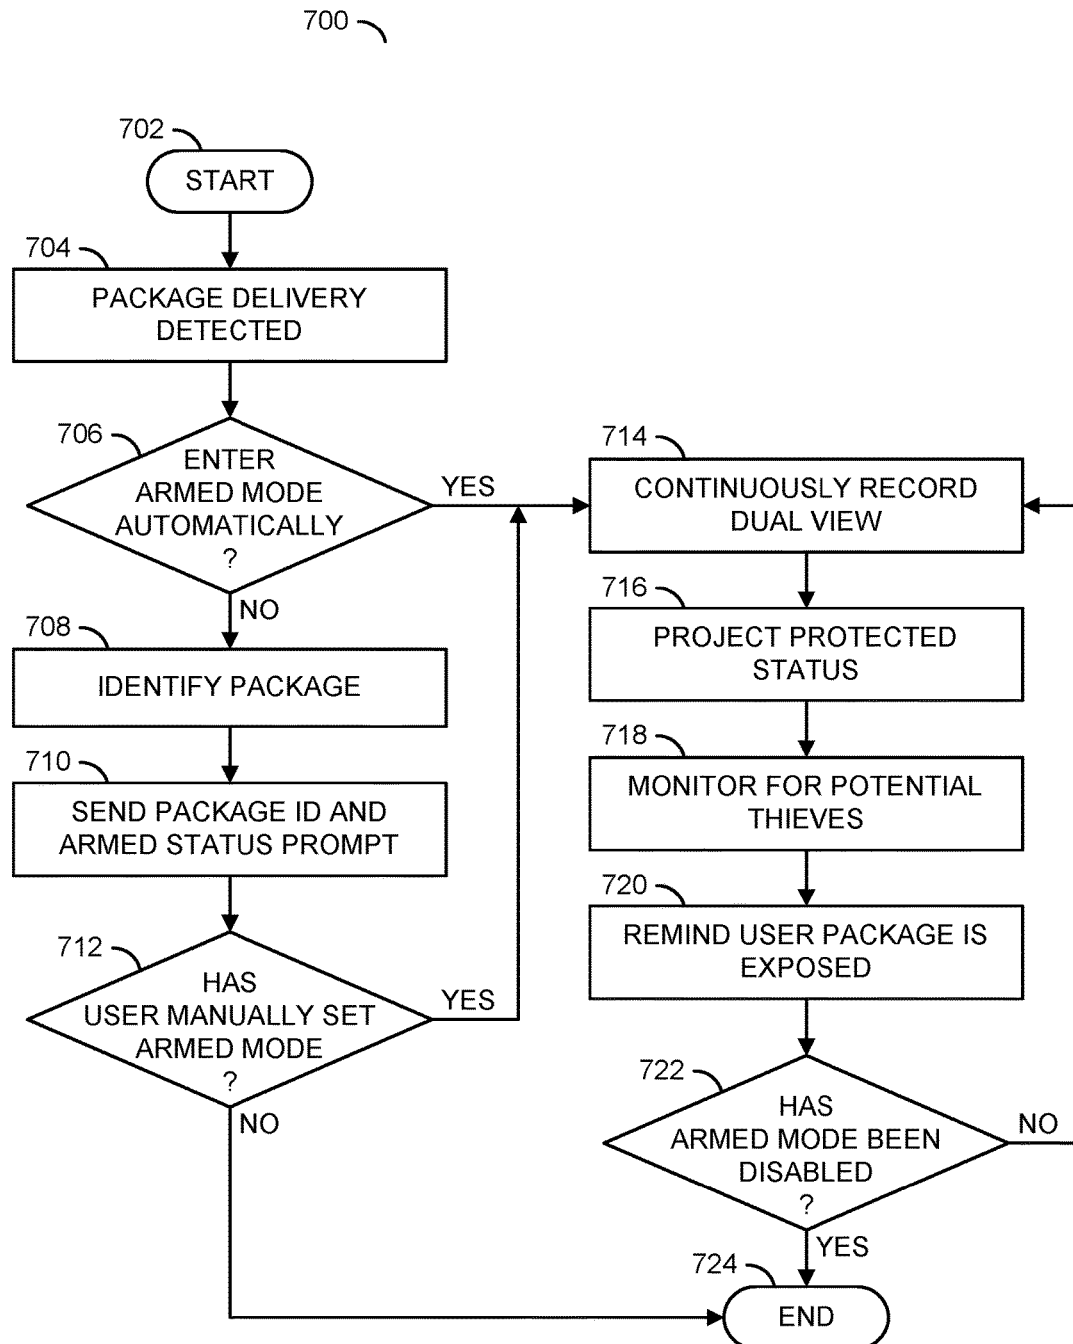 700
702
START
704
PACKAGE DELIVERY
DETECTED
706
ENTER
ARMED MODE
AUTOMATICALLY
?
YES
NO
708
IDENTIFY PACKAGE
710
SEND PACKAGE ID AND
ARMED STATUS PROMPT
712
HAS
USER MANUALLY SET
ARMED MODE
?
YES
NO
714
CONTINUOUSLY RECORD
DUAL VIEW
716
PROJECT PROTECTED
STATUS
718
MONITOR FOR POTENTIAL
THIEVES
720
REMIND USER PACKAGE IS
EXPOSED
722
HAS
ARMED MODE BEEN
DISABLED
?
NO
YES
724
END